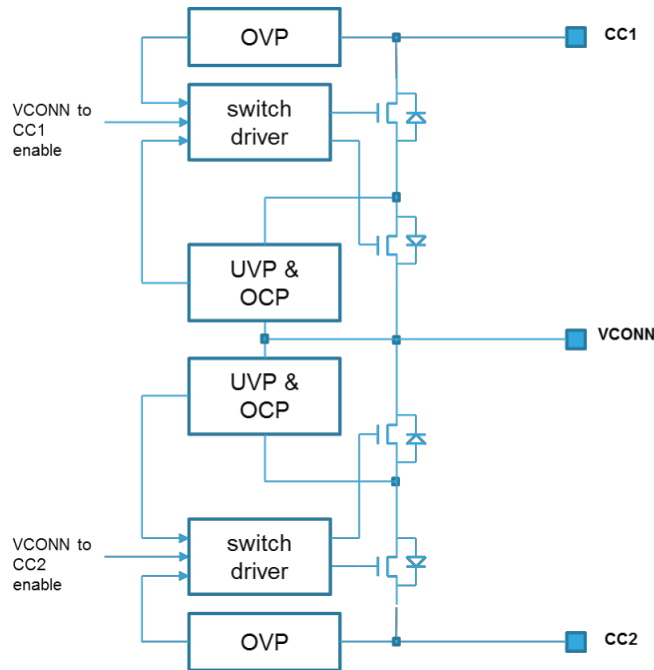 OVP
CC1
VCONN to
CC1
enable
switch
driver
UVP &
OCP
VCONN
UVP &
OCP
VCONN to
CC2
enable
switch
driver
OVP
CC2